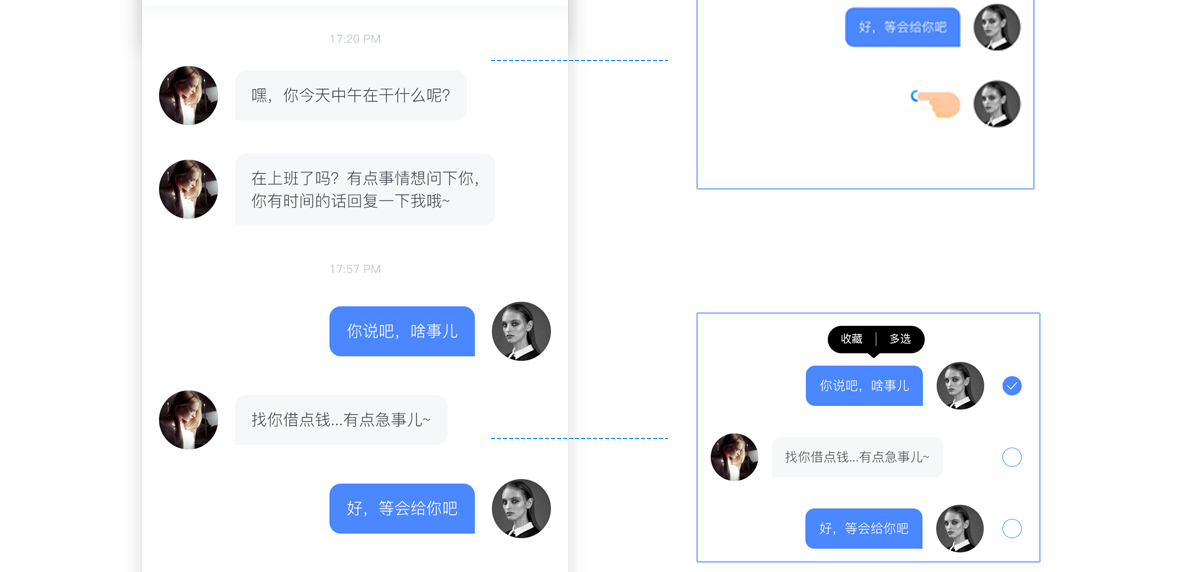 17:20 PM
嘿，你今天中午在干什么呢？
在上班了吗？有点事情想问下你，
你有时间的话回复一下我哦~
17:57 PM
你说吧，啥事儿
找你借点钱...有点急事儿~
好，等会给你吧
好，等会给你吧
收藏 | 多选
你说吧，啥事儿
找你借点钱...有点急事儿~
好，等会给你吧